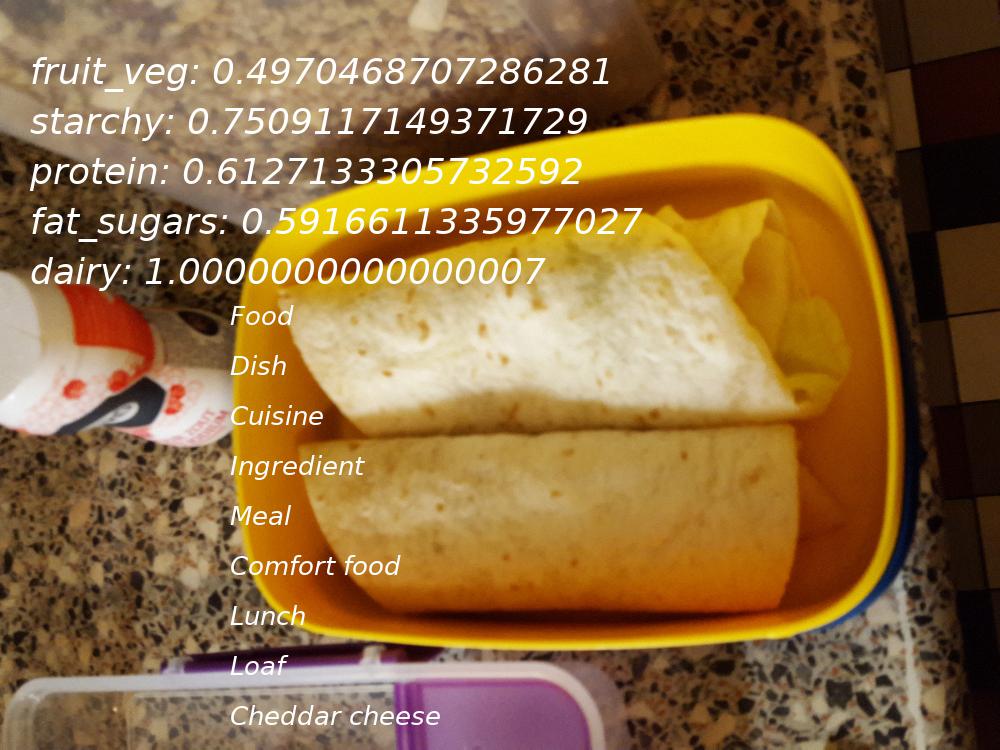 fruit_veg: 0.4970468707286281
starchy: 0.7509117149371729
protein: 0.6127133305732592
fat_sugars: 0.5916611335977027
dairy: 1.0000000000000007
Food
Dish
Cuisine
Ingredient
Meal
Comfort food
Lunch
Loaf
Cheddar cheese